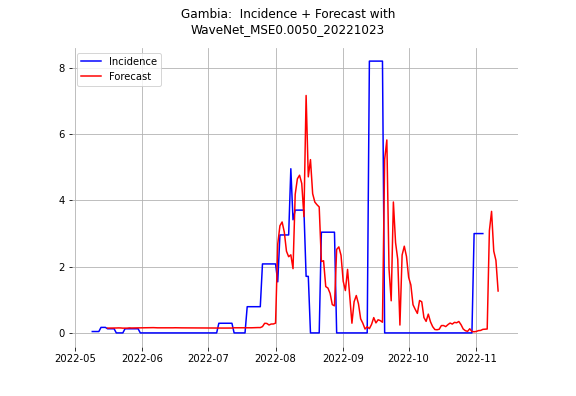 Gambia:  Incidence + Forecast with
WaveNet_MSE0.0050_20221023
Incidence
Forecast
8
6
4
2
0
2022-05 2022-06 2022-07 2022-08 2022-09 2022-10 2022-11